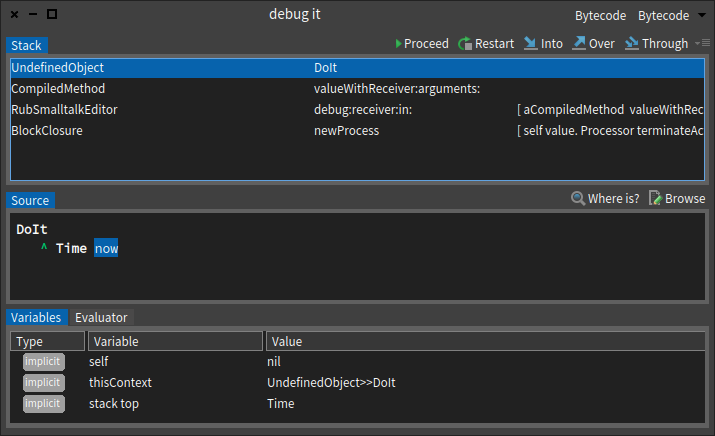 debug it
Bytecode Bytecode
Stack
Proceed Restart Into Over Through
UndefinedObject DoIt
CompiledMethod valueWithReceiver:arguments:
RubSmalltalkEditor debug:receiver:in: [ aCompiledMethod valueWithRec
BlockClosure newProcess [ self value. Processor terminateAc
Source
Where is? Browse
DoIt
^ Time now
Variables Evaluator
Type Variable Value
implicit self nil
implicit thisContext UndefinedObject>>DoIt
implicit stack top Time